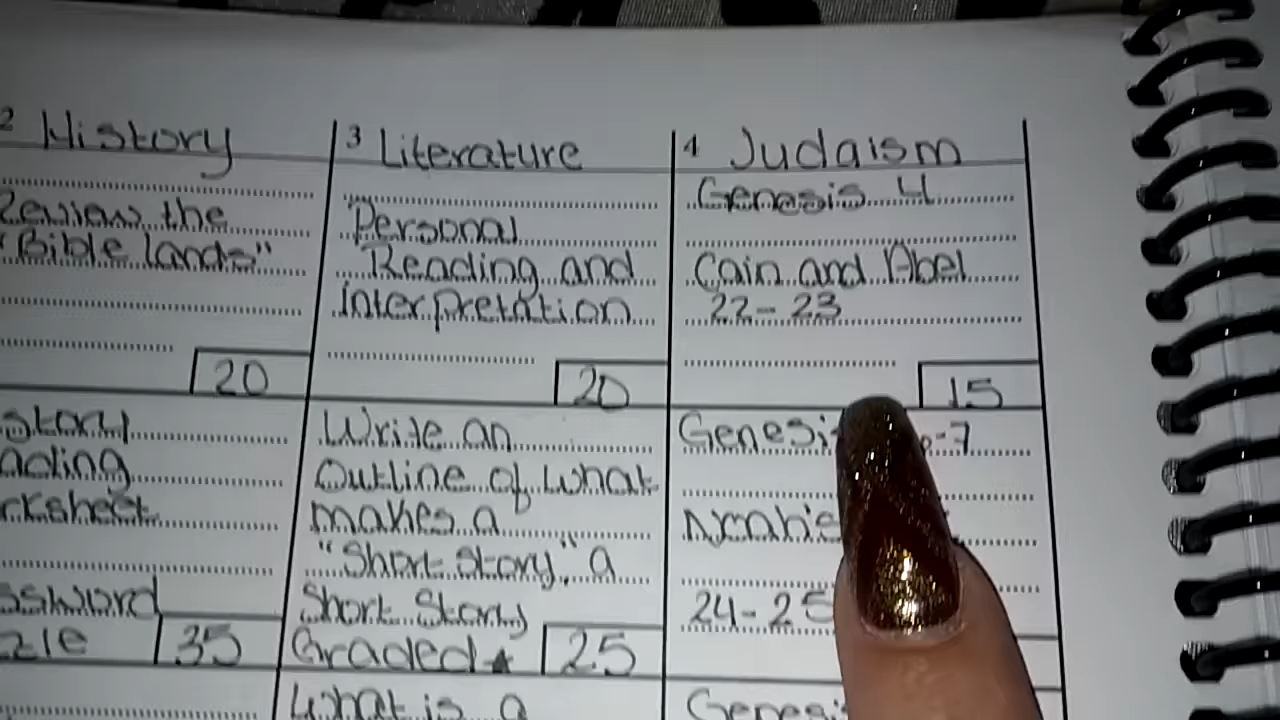 2 History
Review the
"Bible lands"
20
3 Literature
Personal
Reading and
interpretation
20
4 Judaism
Genesis 4
Cain and Abel
22-23
15
35
Write an
Outline of what
makes a
"Short Story", a
Short Story
Graded★
25
-7
24-25
What is a